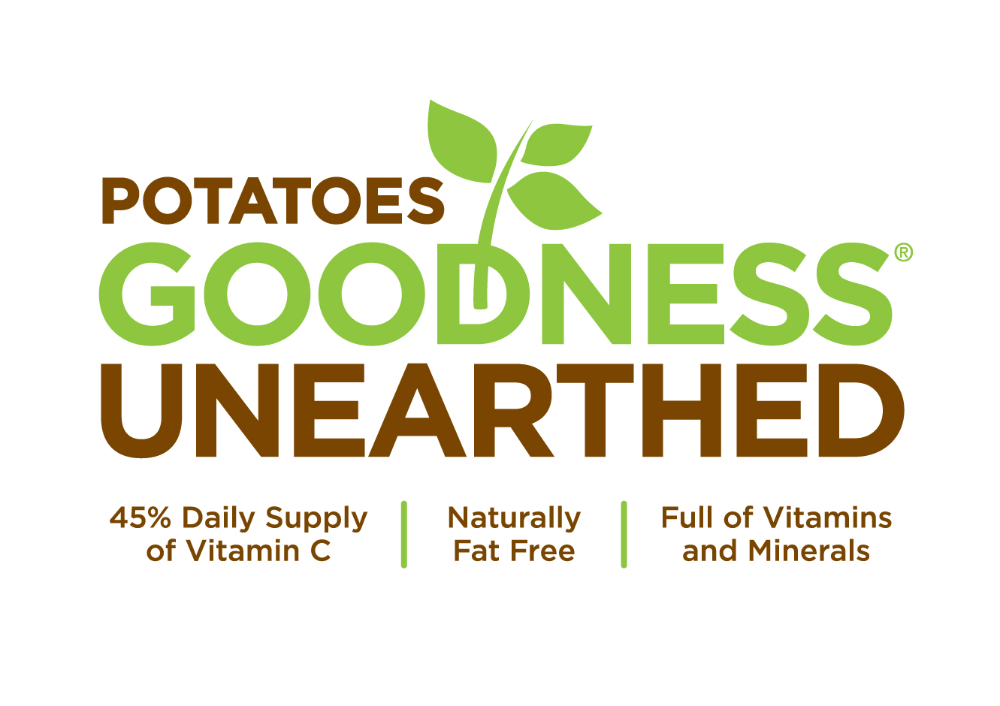 POTATOES
GOODNESS®
UNEARTHED
45% Daily Supply
of Vitamin C
Naturally
Fat Free
Full of Vitamins
and Minerals